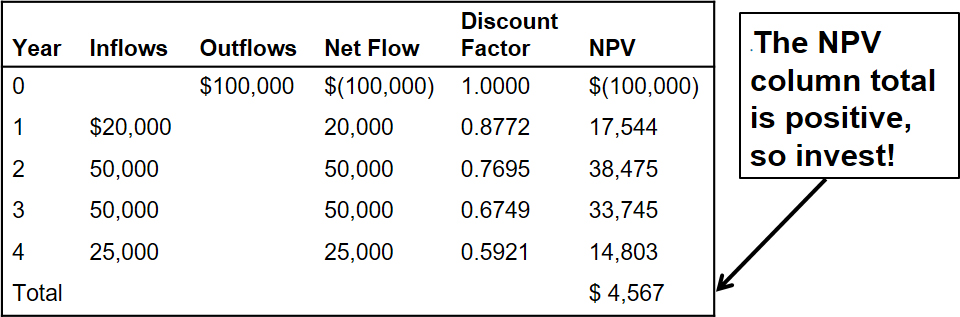 Discount
Year Inflows Outflows Net Flow Factor NPV
0 $100,000 $(100,000) 1.0000 $(100,000)
1 $20,000 20,000 0.8772 17,544
2 50,000 50,000 0.7695 38,475
3 50,000 50,000 0.6749 33,745
4 25,000 25,000 0.5921 14,803
Total $ 4,567
.The NPV
column total
is positive,
so invest!